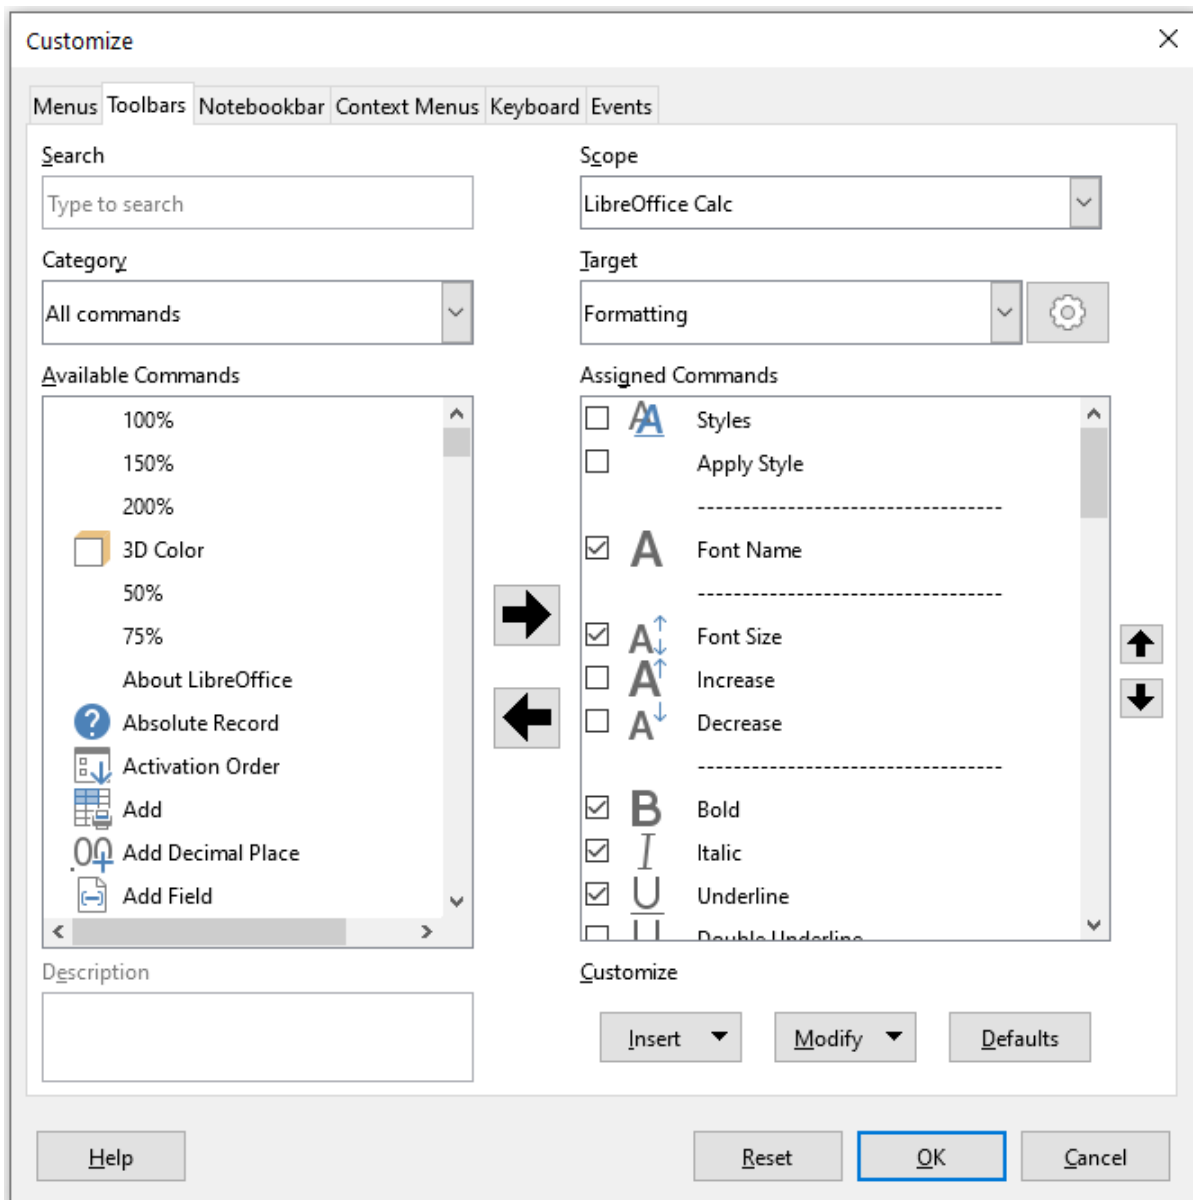 Customize
Menus Toolbars Notebookbar Context Menus Keyboard Events
Search
Type to search
Category
All commands
Available Commands
100%
150%
200%
3D Color
50%
75%
About LibreOffice
Absolute Record
Activation Order
Add
Add Decimal Place
Add Field
Description
Scope
LibreOffice Calc
Target
Formatting
Assigned Commands
Styles
Apply Style
----------------------------------
Font Name
----------------------------------
Font Size
Increase
Decrease
----------------------------------
Bold
Italic
Underline
Double Underline
Customize
Insert Modify Defaults
Help Reset OK Cancel